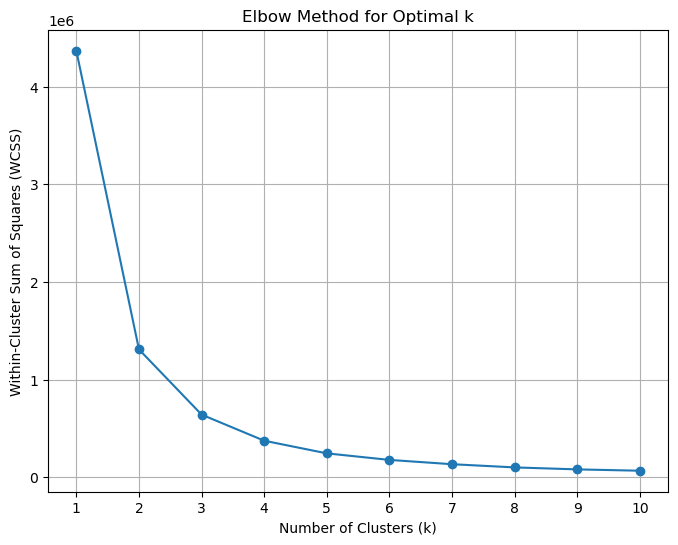 Elbow Method for Optimal k
1e6
4
3
2
1
0
Within-Cluster Sum of Squares (WCSS)
1 2 3 4 5 6 7 8 9 10
Number of Clusters (k)